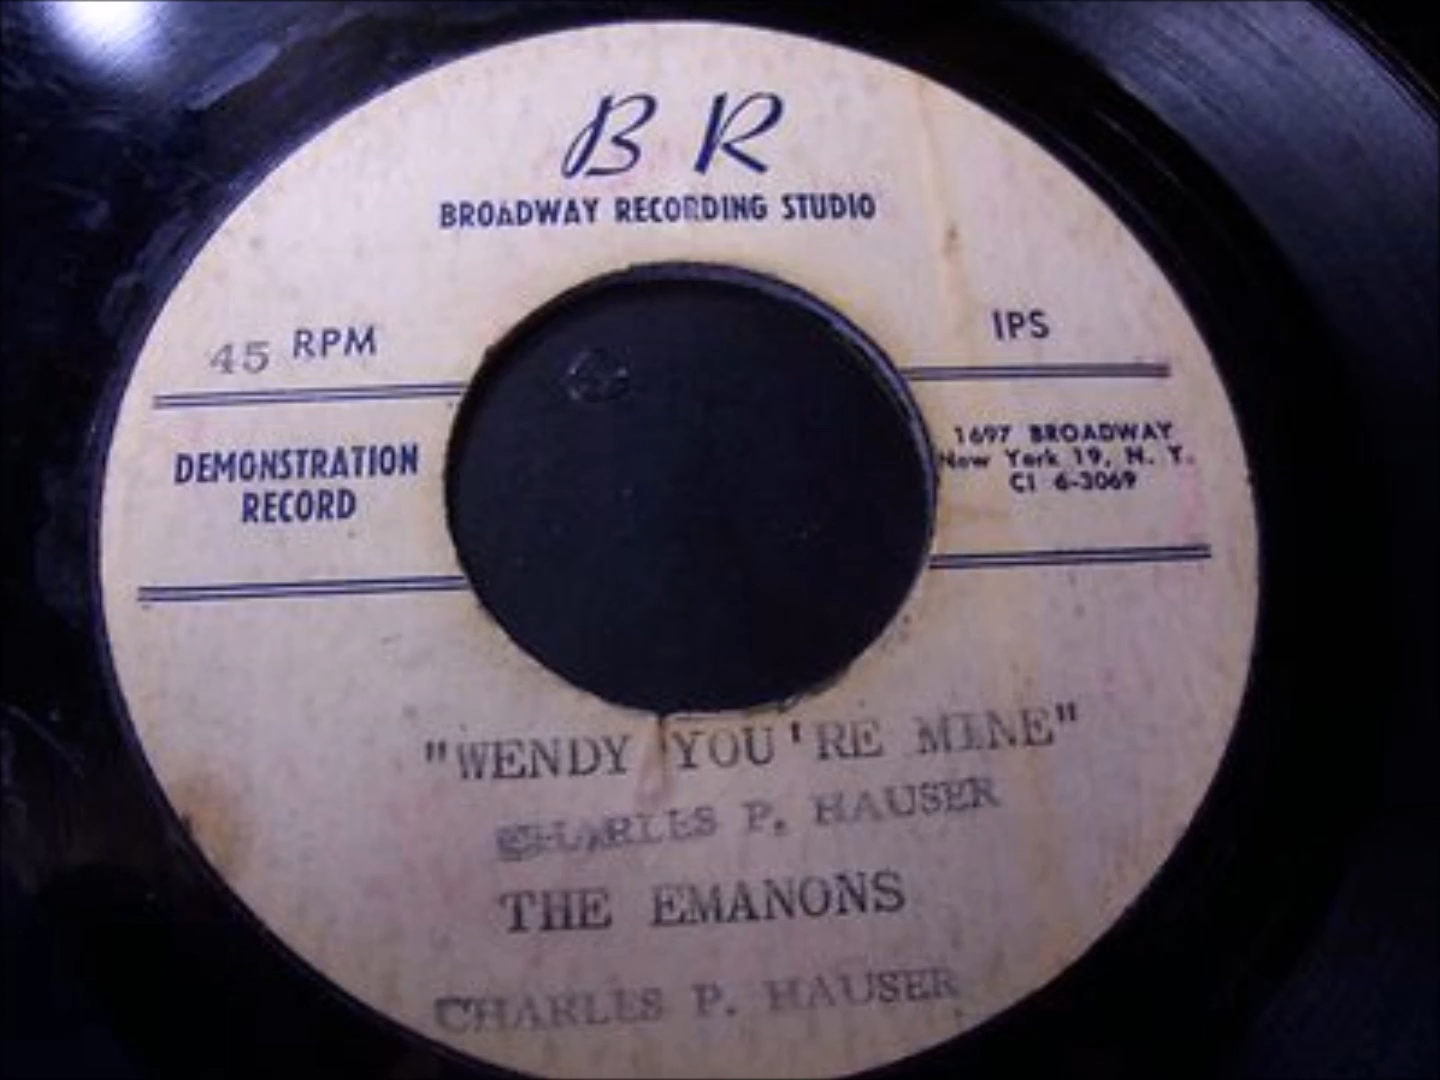 B R
BROADWAY RECORDING STUDIO
45 RPM
IPS
DEMONSTRATION
RECORD
1697 BROADWAY
New York 19, N. Y.
CI 6-3069
"WENDY YOU'RE MINE"
CHARLES P. HAUSER
THE EMANONS
CHARLES P. HAUSER